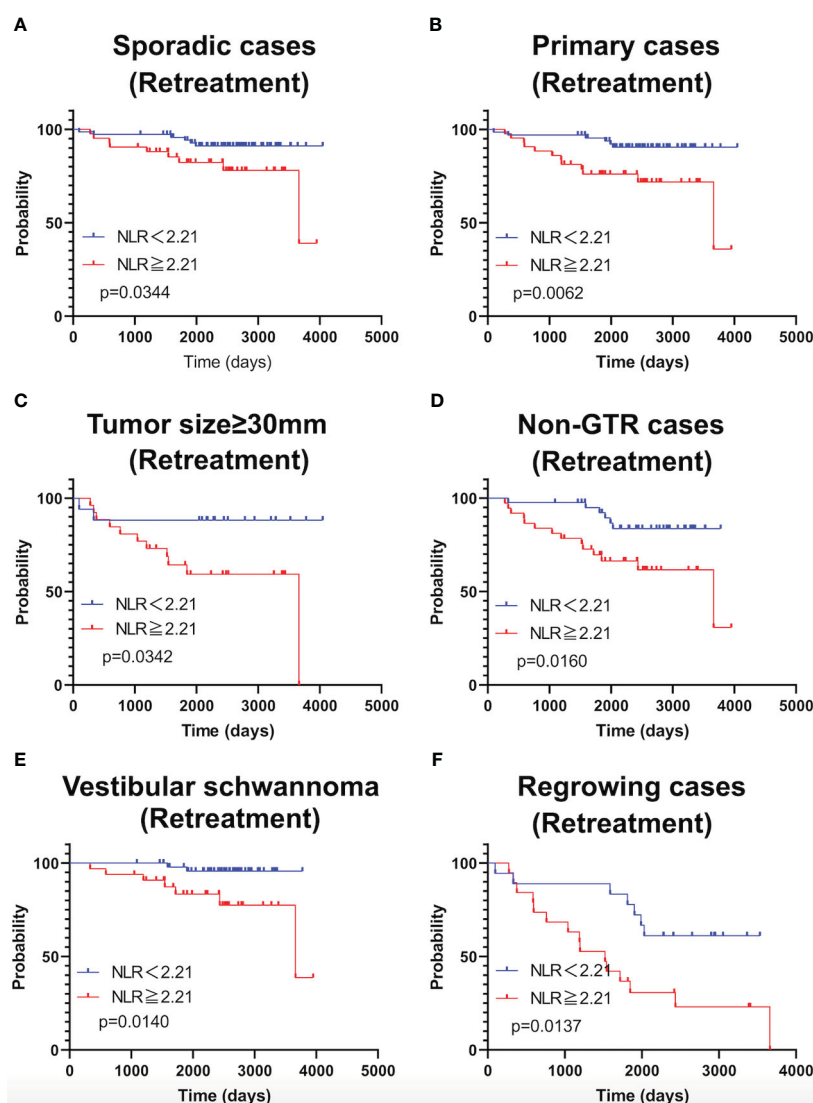 A
Sporadic cases
(Retreatment)
Probability
100
50
0
NLR<2.21
NLR≧2.21
p=0.0344
0 1000 2000 3000 4000 5000
Time (days)
B
Primary cases
(Retreatment)
Probability
100
50
0
NLR<2.21
NLR≧2.21
p=0.0062
0 1000 2000 3000 4000 5000
Time (days)
C
Tumor size≥30mm
(Retreatment)
Probability
100
50
0
NLR<2.21
NLR≧2.21
p=0.0342
0 1000 2000 3000 4000 5000
Time (days)
D
Non-GTR cases
(Retreatment)
Probability
100
50
0
NLR<2.21
NLR≧2.21
p=0.0160
0 1000 2000 3000 4000 5000
Time (days)
E
Vestibular schwannoma
(Retreatment)
Probability
100
50
0
NLR<2.21
NLR≧2.21
p=0.0140
0 1000 2000 3000 4000 5000
Time (days)
F
Regrowing cases
(Retreatment)
Probability
100
50
0
NLR<2.21
NLR≧2.21
p=0.0137
0 1000 2000 3000 4000
Time (days)